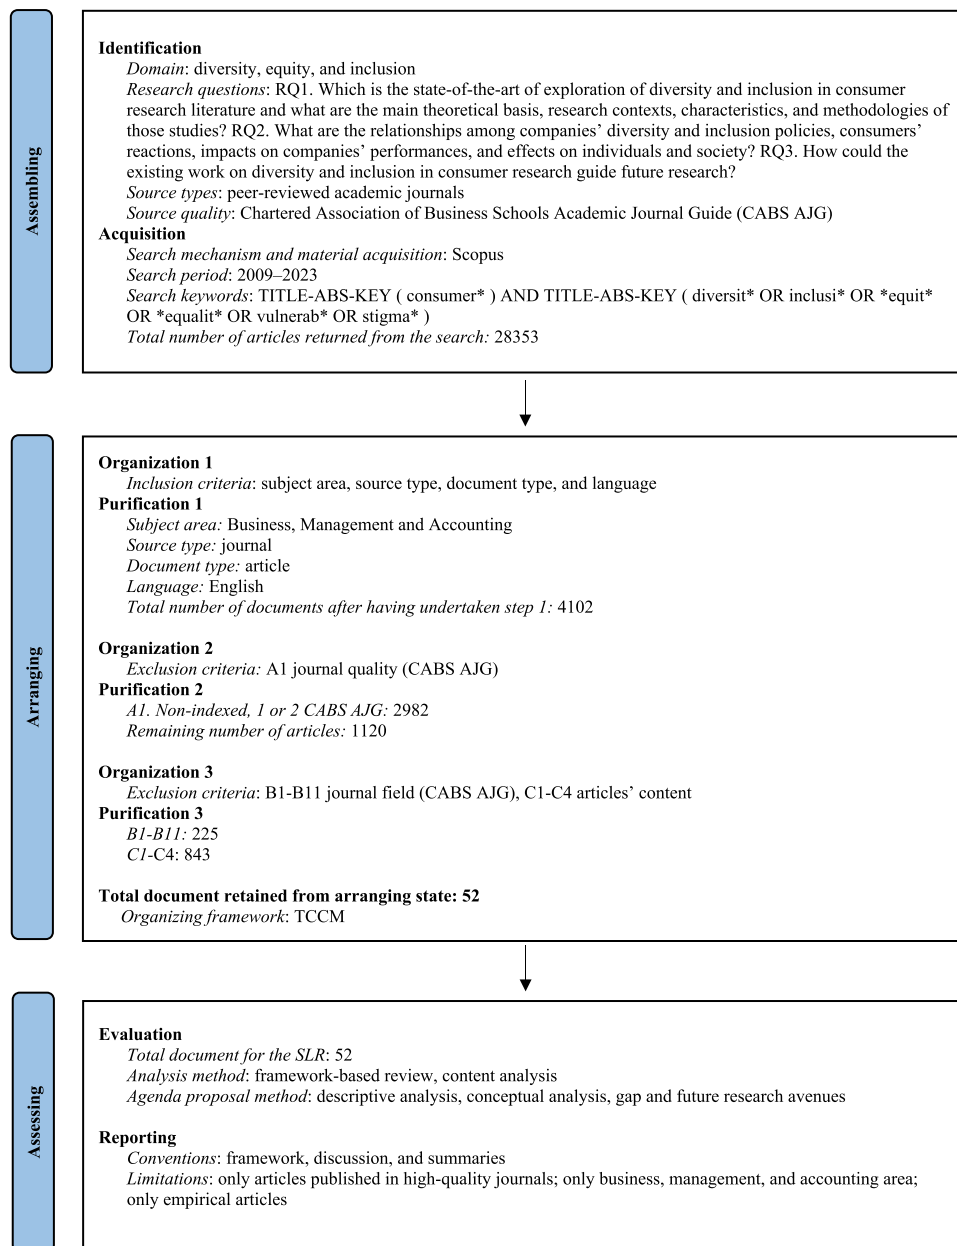 Assembling
Identification
Domain: diversity, equity, and inclusion
Research questions: RQ1. Which is the state-of-the-art of exploration of diversity and inclusion in consumer
research literature and what are the main theoretical basis, research contexts, characteristics, and methodologies of
those studies? RQ2. What are the relationships among companies’ diversity and inclusion policies, consumers’
reactions, impacts on companies’ performances, and effects on individuals and society? RQ3. How could the
existing work on diversity and inclusion in consumer research guide future research?
Source types: peer-reviewed academic journals
Source quality: Chartered Association of Business Schools Academic Journal Guide (CABS AJG)
Acquisition
Search mechanism and material acquisition: Scopus
Search period: 2009–2023
Search keywords: TITLE-ABS-KEY ( consumer* ) AND TITLE-ABS-KEY ( diversit* OR inclusi* OR *equit*
OR *equalit* OR vulnerab* OR stigma* )
Total number of articles returned from the search: 28353
Arranging
Organization 1
Inclusion criteria: subject area, source type, document type, and language
Purification 1
Subject area: Business, Management and Accounting
Source type: journal
Document type: article
Language: English
Total number of documents after having undertaken step 1: 4102
Organization 2
Exclusion criteria: A1 journal quality (CABS AJG)
Purification 2
A1. Non-indexed, 1 or 2 CABS AJG: 2982
Remaining number of articles: 1120
Organization 3
Exclusion criteria: B1-B11 journal field (CABS AJG), C1-C4 articles’ content
Purification 3
B1-B11: 225
C1-C4: 843
Total document retained from arranging state: 52
Organizing framework: TCCM
Assessing
Evaluation
Total document for the SLR: 52
Analysis method: framework-based review, content analysis
Agenda proposal method: descriptive analysis, conceptual analysis, gap and future research avenues
Reporting
Conventions: framework, discussion, and summaries
Limitations: only articles published in high-quality journals; only business, management, and accounting area;
only empirical articles